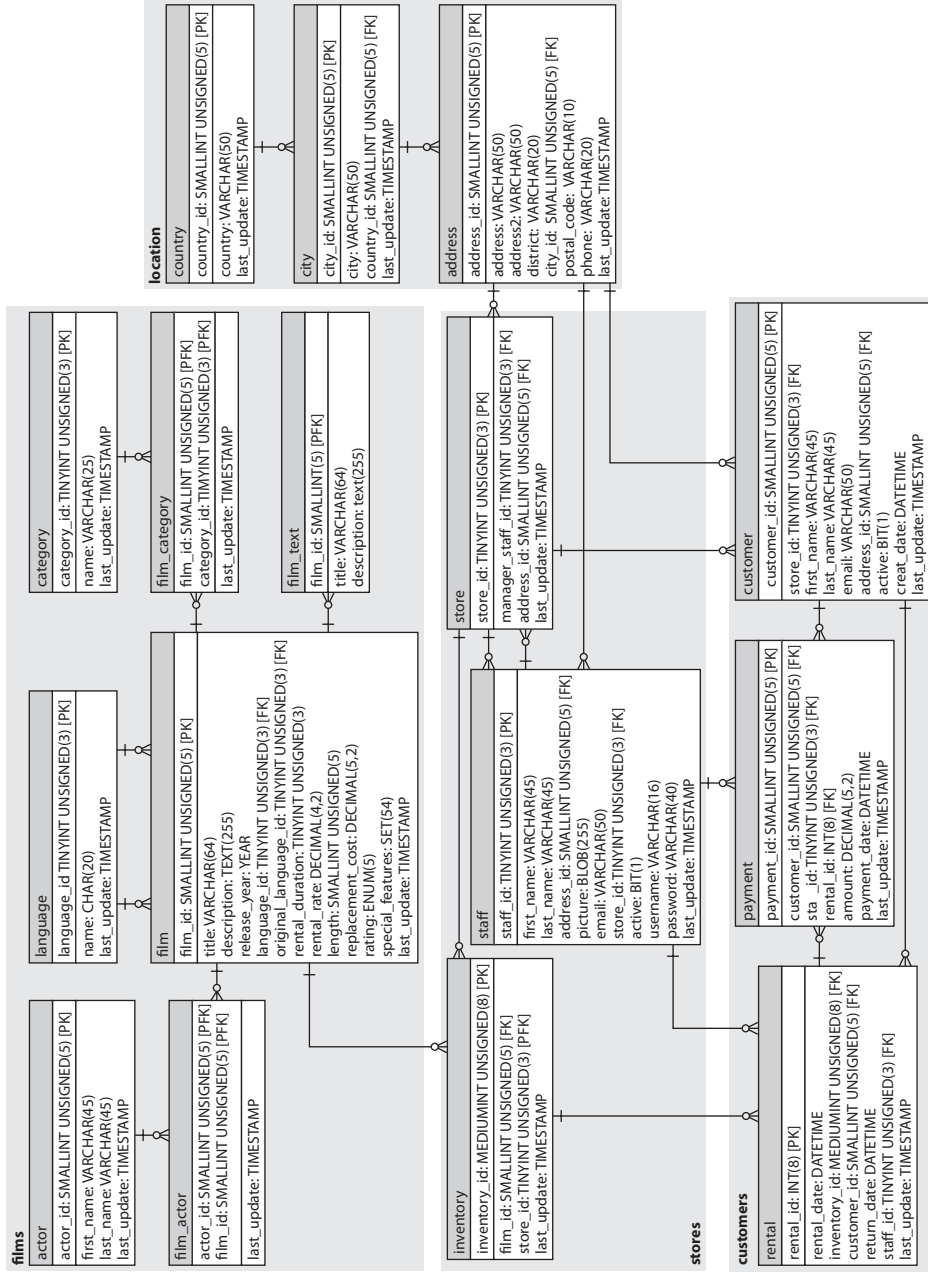 films
actor
actor_id: SMALLINT UNSIGNED(5) [PK]
first_name: VARCHAR(45)
last_name: VARCHAR(45)
last_update: TIMESTAMP
film_actor
actor_id: SMALLINT UNSIGNED(5) [PFK]
film_id: SMALLINT UNSIGNED(5) [PFK]
last_update: TIMESTAMP
language
language_id TINYINT UNSIGNED(3) [PK]
name: CHAR(20)
last_update: TIMESTAMP
film
film_id: SMALLINT UNSIGNED(5) [PK]
title: VARCHAR(64)
description: TEXT(255)
release_year: YEAR
language_id: TINYINT UNSIGNED(3) [FK]
original_language_id: TINYINT UNSIGNED(3) [FK]
rental_duration: TINYINT UNSIGNED(3)
rental_rate: DECIMAL(4,2)
length: SMALLINT UNSIGNED(5)
replacement_cost: DECIMAL(5,2)
rating: ENUM(5)
special_features: SET(54)
last_update: TIMESTAMP
category
category_id: TINYINT UNSIGNED(3) [PK]
name: VARCHAR(25)
last_update: TIMESTAMP
film_category
film_id: SMALLINT UNSIGNED(5) [PFK]
category_id: TIMYINT UNSIGNED(3) [PFK]
last_update: TIMESTAMP
film_text
film_id: SMALLINT(5) [PFK]
title: VARCHAR(64)
description: text(255)
location
country
country_id: SMALLINT UNSIGNED(5) [PK]
country: VARCHAR(50)
last_update: TIMESTAMP
city
city_id: SMALLINT UNSIGNED(5) [PK]
city: VARCHAR(50)
country_id: SMALLINT UNSIGNED(5) [FK]
last_update: TIMESTAMP
address
address_id: SMALLINT UNSIGNED(5) [PK]
address: VARCHAR(50)
address2: VARCHAR(50)
district: VARCHAR(20)
city_id: SMALLINT UNSIGNED(5) [FK]
postal_code: VARCHAR(10)
phone: VARCHAR(20)
last_update: TIMESTAMP
inventory
inventory_id: MEDIUMINT UNSIGNED(8) [PK]
film_id: SMALLINT UNSIGNED(5) [FK]
store_id: TINYINT UNSIGNED(3) [PFK]
last_update: TIMESTAMP
staff
staff_id: TINYINT UNSIGNED(3) [PK]
first_name: VARCHAR(45)
last_name: VARCHAR(45)
address_id: SMALLINT UNSIGNED(5) [FK]
picture: BLOB(255)
email: VARCHAR(50)
store_id: TINYINT UNSIGNED(3) [FK]
active: BIT(1)
username: VARCHAR(16)
password: VARCHAR(40)
last_update: TIMESTAMP
store
store_id: TINYINT UNSIGNED(3) [PK]
manager_staff_id: TINYINT UNSIGNED(3) [FK]
address_id: SMALLINT UNSIGNED(5) [FK]
last_update: TIMESTAMP
stores
customers
rental
rental_id: INT(8) [PK]
rental_date: DATETIME
inventory_id: MEDIUMINT UNSIGNED(8) [FK]
customer_id: SMALLINT UNSIGNED(5) [FK]
return_date: DATETIME
staff_id: TINYINT UNSIGNED(3) [FK]
last_update: TIMESTAMP
payment
payment_id: SMALLINT UNSIGNED(5) [PK]
customer_id: SMALLINT UNSIGNED(5) [FK]
sta _id: TINYINT UNSIGNED(3) [FK]
rental_id: INT(8) [FK]
amount: DECIMAL(5,2)
payment_date: DATETIME
last_update: TIMESTAMP
customer
customer_id: SMALLINT UNSIGNED(5) [PK]
store_id: TINYINT UNSIGNED(3) [FK]
first_name: VARCHAR(45)
last_name: VARCHAR(45)
email: VARCHAR(50)
address_id: SMALLINT UNSIGNED(5) [FK]
active: BIT(1)
creat_date: DATETIME
last_update: TIMESTAMP